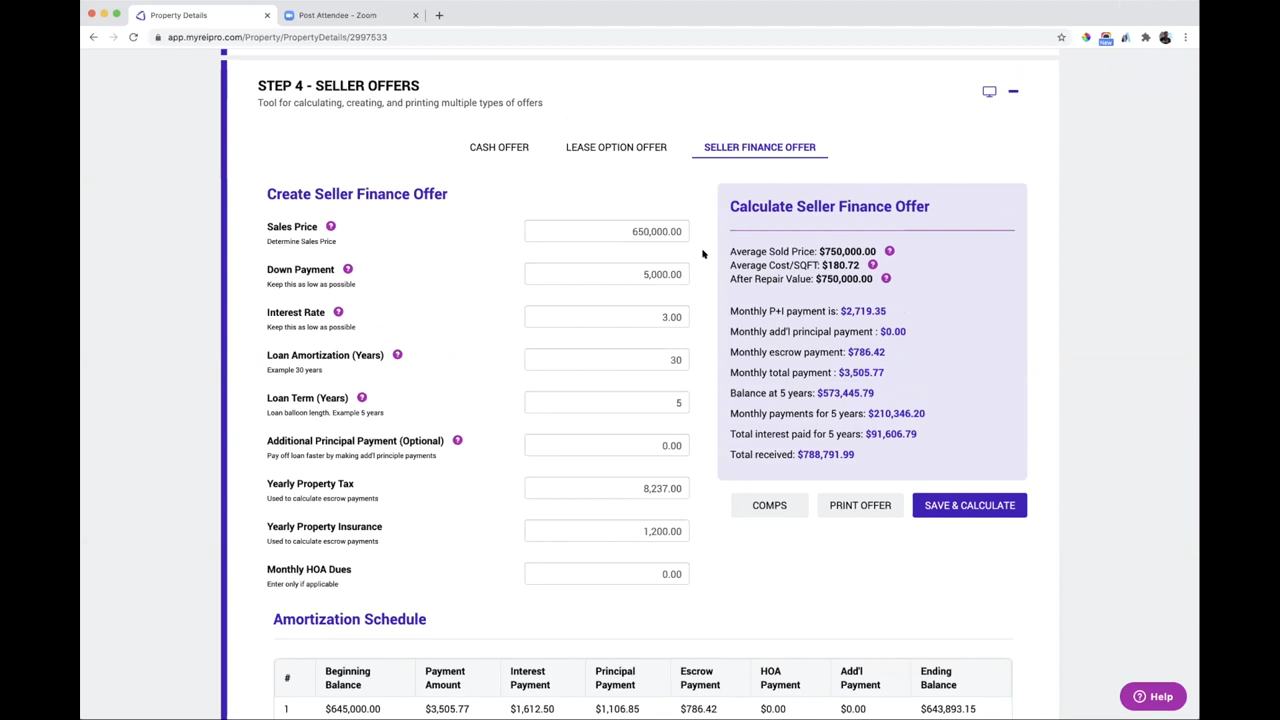 Property Details
Post Attendee - Zoom
app.myreipro.com/Property/PropertyDetails/2997533
New
STEP 4 - SELLER OFFERS
Tool for calculating, creating, and printing multiple types of offers
CASH OFFER
LEASE OPTION OFFER
SELLER FINANCE OFFER
Create Seller Finance Offer
Sales Price ?
Determine Sales Price
650,000.00
Down Payment ?
Keep this as low as possible
5,000.00
Interest Rate ?
Keep this as low as possible
3.00
Loan Amortization (Years) ?
Example 30 years
30
Loan Term (Years) ?
Loan balloon length. Example 5 years
5
Additional Principal Payment (Optional) ?
Pay off loan faster by making add'l principle payments
0.00
Yearly Property Tax
Used to calculate escrow payments
8,237.00
Yearly Property Insurance
Used to calculate escrow payments
1,200.00
Monthly HOA Dues
Enter only if applicable
0.00
Calculate Seller Finance Offer
Average Sold Price: $750,000.00 ?
Average Cost/SQFT: $180.72 ?
After Repair Value: $750,000.00 ?
Monthly P+I payment is: $2,719.35
Monthly add'l principal payment : $0.00
Monthly escrow payment: $786.42
Monthly total payment : $3,505.77
Balance at 5 years: $573,445.79
Monthly payments for 5 years: $210,346.20
Total interest paid for 5 years: $91,606.79
Total received: $788,791.99
COMPS
PRINT OFFER
SAVE & CALCULATE
Amortization Schedule
# Beginning Balance Payment Amount Interest Payment Principal Payment Escrow Payment HOA Payment Add'l Payment Ending Balance
1 $645,000.00 $3,505.77 $1,612.50 $1,106.85 $786.42 $0.00 $0.00 $643,893.15
? Help